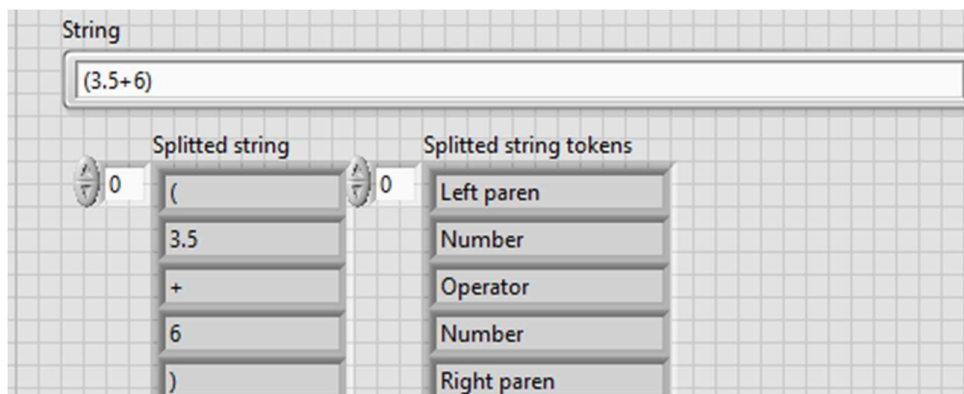 String
(3.5+6)
Splitted string Splitted string tokens
0 ( 0 Left paren
3.5 Number
+ Operator
6 Number
) Right paren